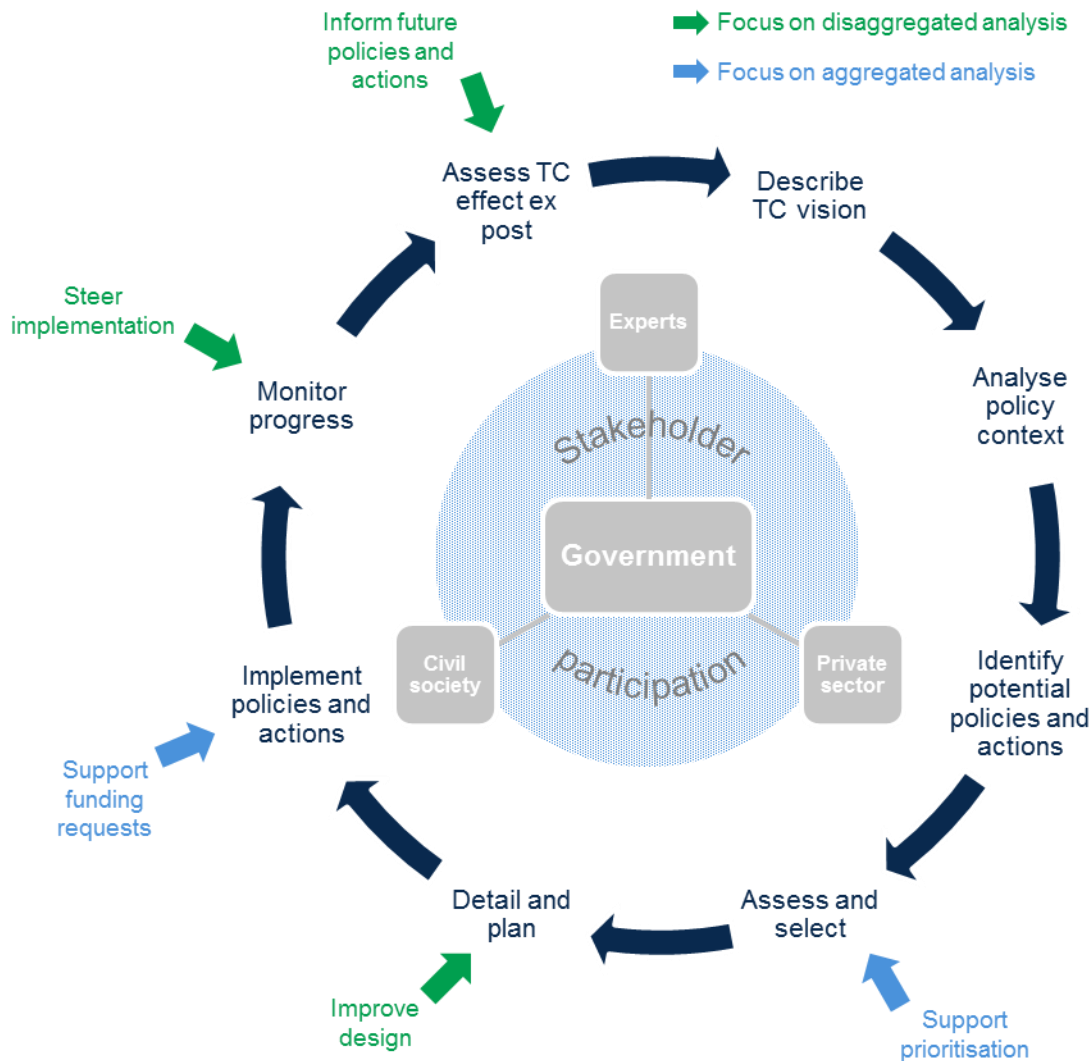 Inform future
policies and
actions
Focus on disaggregated analysis
Focus on aggregated analysis
Assess TC
effect ex
post
Describe
TC vision
Steer
implementation
Experts
Monitor
progress
Analyse
policy
context
Stakeholder
Government
participation
Civil
society
Private
sector
Implement
policies and
actions
Identify
potential
policies and
actions
Support
funding
requests
Detail and
plan
Assess and
select
Improve
design
Support
prioritisation